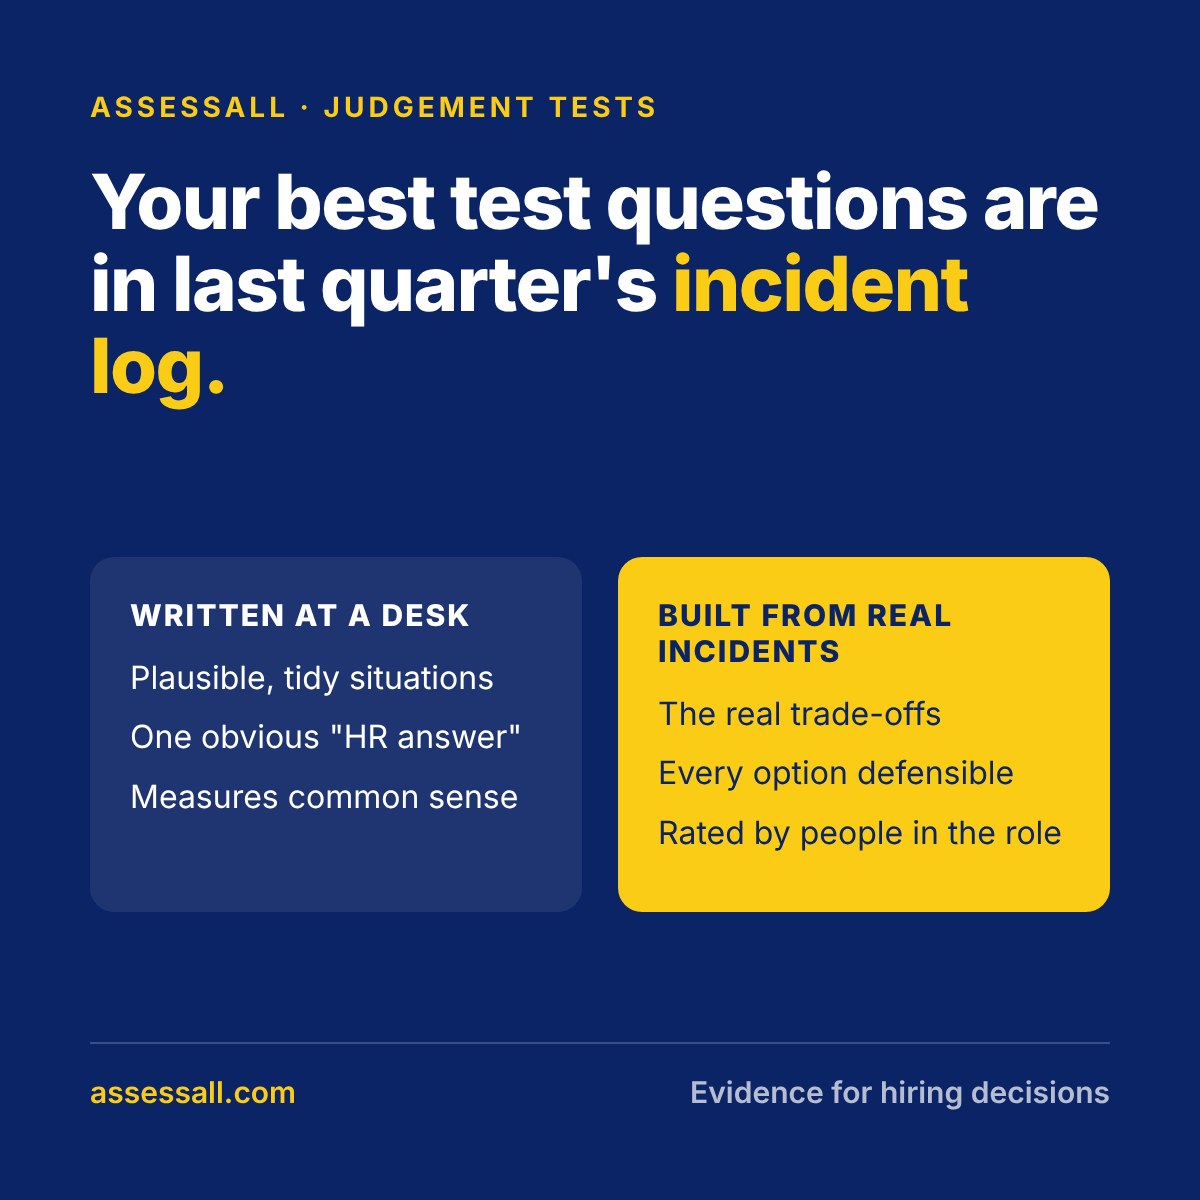 ASSESSALL · JUDGEMENT TESTS
Your best test questions are
in last quarter's incident
log.
WRITTEN AT A DESK
Plausible, tidy situations
One obvious "HR answer"
Measures common sense
BUILT FROM REAL
INCIDENTS
The real trade-offs
Every option defensible
Rated by people in the role
assessall.com
Evidence for hiring decisions